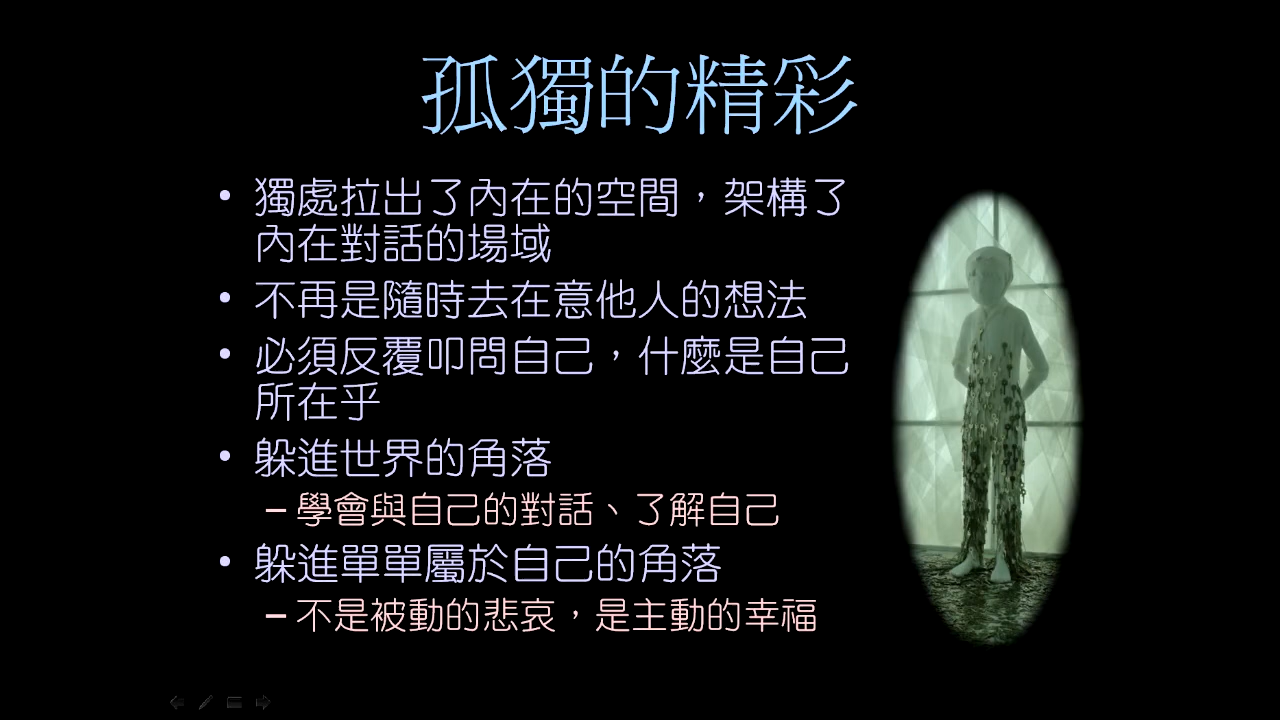 孤獨的精彩
• 獨處拉出了內在的空間，架構了
內在對話的場域
• 不再是隨時去在意他人的想法
• 必須反覆叩問自己，什麼是自己
所在乎
• 躲進世界的角落
– 學會與自己的對話、了解自己
• 躲進單單屬於自己的角落
– 不是被動的悲哀，是主動的幸福